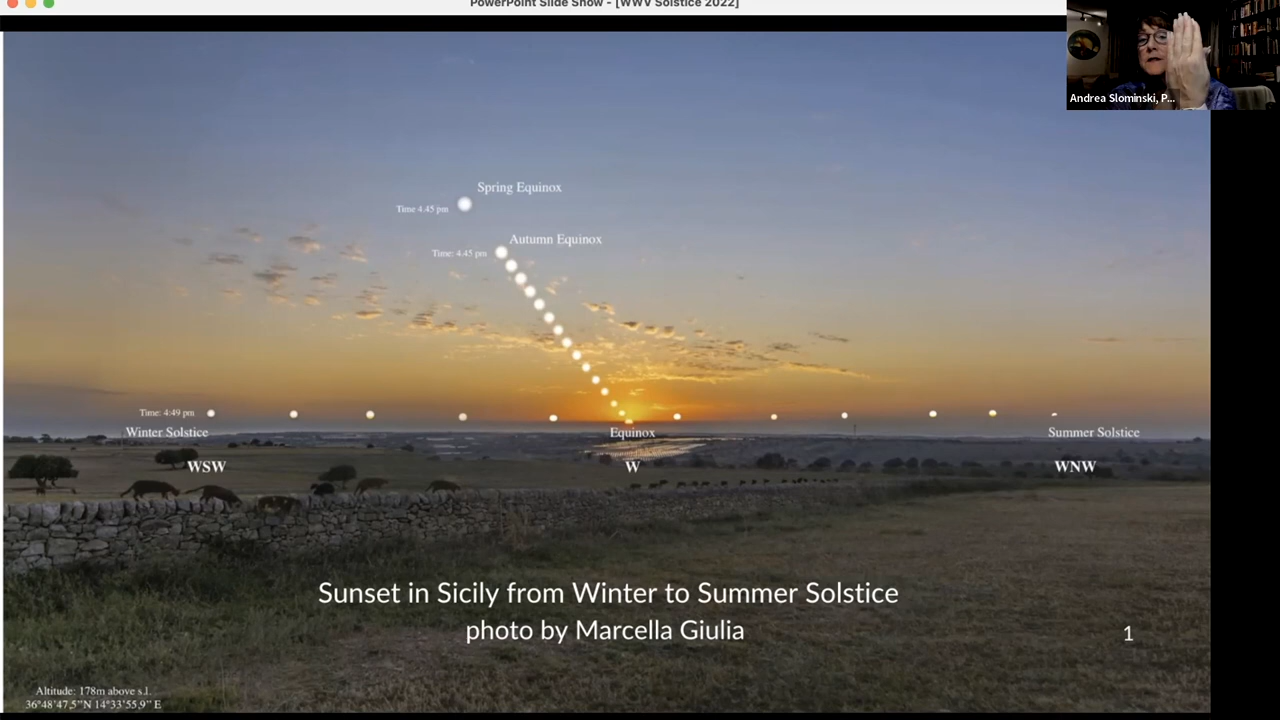 PowerPoint Slide Show - [WWV Solstice 2022]
Andrea Slominski, P...
Spring Equinox
Time 4.45 pm
Autumn Equinox
Time: 4.45 pm
Time: 4:49 pm
Winter Solstice
Equinox
Summer Solstice
WSW
W
WNW
Sunset in Sicily from Winter to Summer Solstice
photo by Marcella Giulia
1
Altitude: 178m above s.l.
36°48'47,5"N 14°33'55,9" E